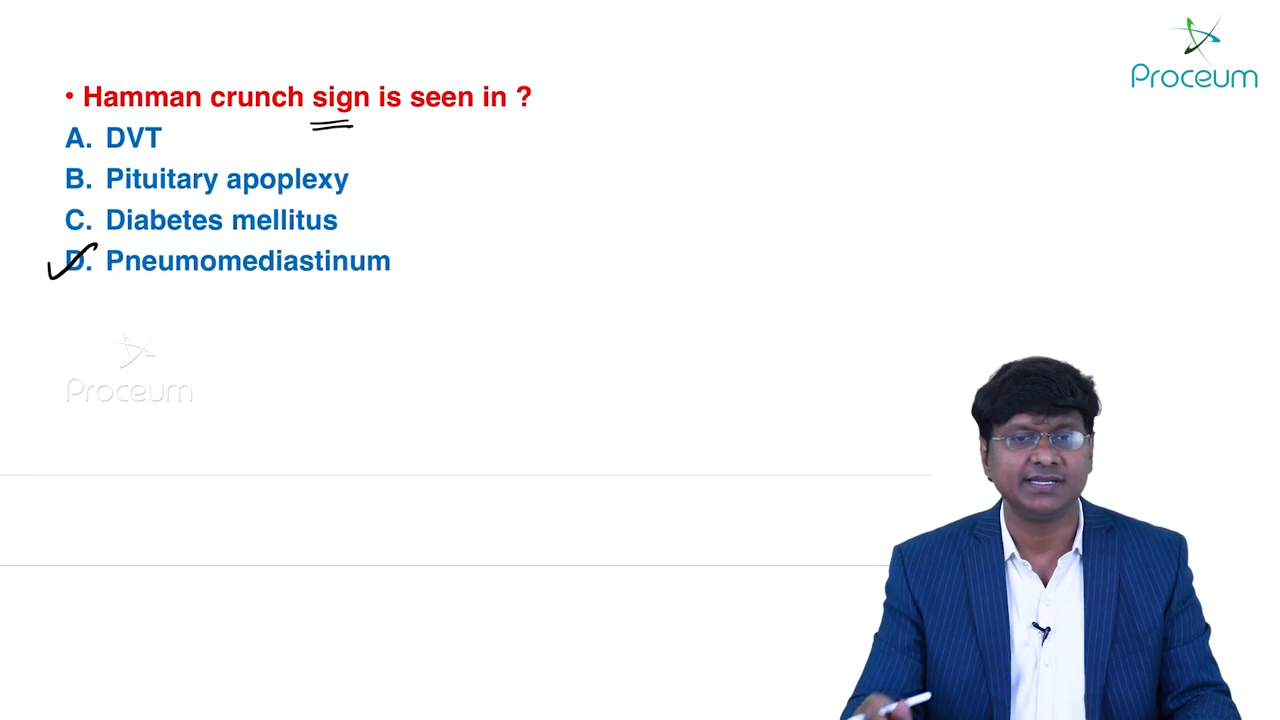 Proceum
• Hamman crunch sign is seen in ?
A. DVT
B. Pituitary apoplexy
C. Diabetes mellitus
D. Pneumomediastinum
Proceum